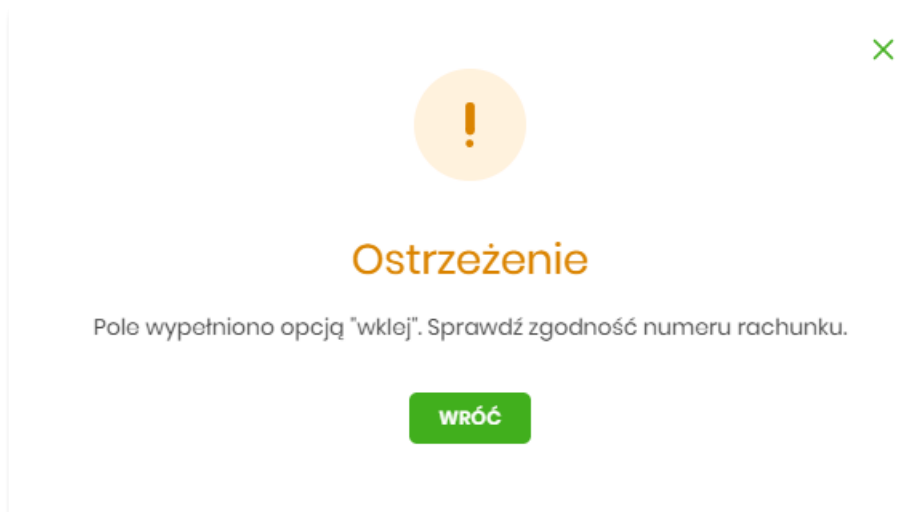 Ostrzeżenie
Pole wypełniono opcją "wklej". Sprawdź zgodność numeru rachunku.
WRÓĆ